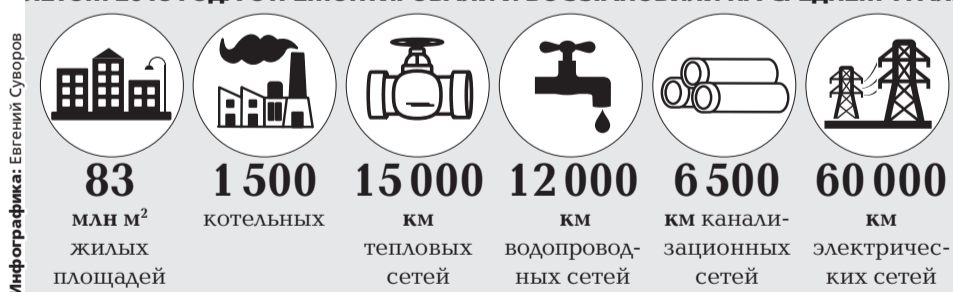 83
млн м²
жилых
площадей
1 500
котельных
15 000
км
тепловых
сетей
12 000
км
водопровод-
ных сетей
6 500
км канали-
зационных
сетей
60 000
км
электричес-
ких сетей
Инфографика: Евгений Суворов